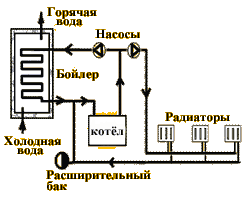 Горячая
вода
Насосы
Бойлер
котёл
Радиаторы
Холодная
вода
Расширительный
бак